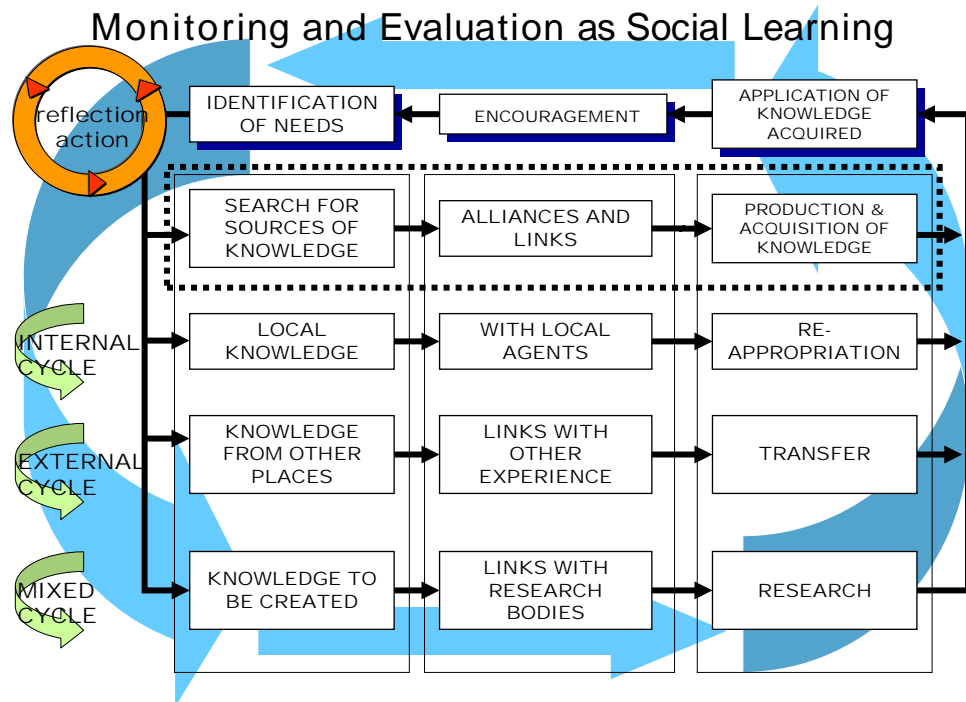 Monitoring and Evaluation as Social Learning
reflection
action
IDENTIFICATION
OF NEEDS
ENCOURAGEMENT
APPLICATION OF
KNOWLEDGE
ACQUIRED
SEARCH FOR
SOURCES OF
KNOWLEDGE
ALLIANCES AND
LINKS
PRODUCTION &
ACQUISITION OF
KNOWLEDGE
INTERNAL
CYCLE
LOCAL
KNOWLEDGE
WITH LOCAL
AGENTS
RE-
APPROPRIATION
EXTERNAL
CYCLE
KNOWLEDGE
FROM OTHER
PLACES
LINKS WITH
OTHER
EXPERIENCE
TRANSFER
MIXED
CYCLE
KNOWLEDGE TO
BE CREATED
LINKS WITH
RESEARCH
BODIES
RESEARCH